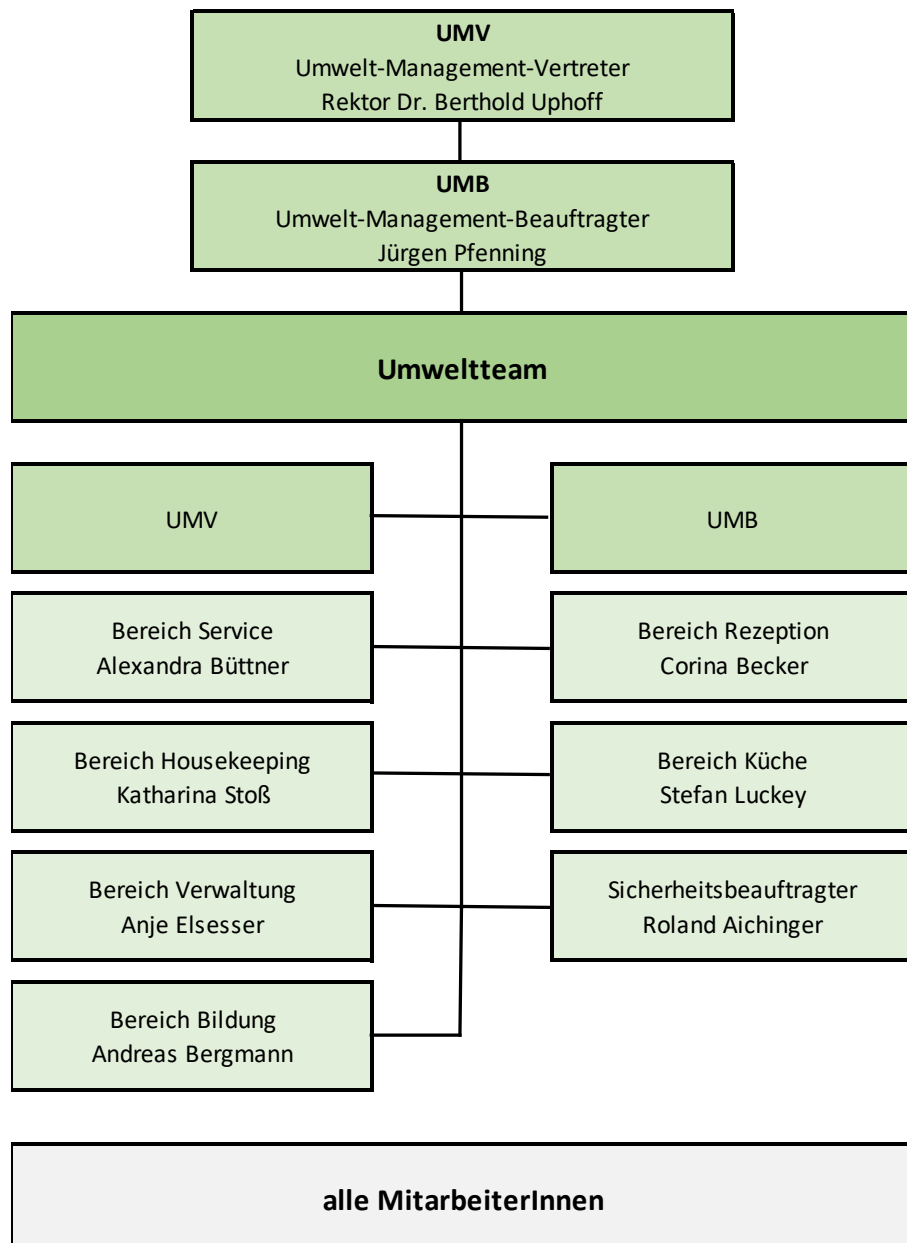 UMV
Umwelt-Management-Vertreter
Rektor Dr. Berthold Uphoff
UMB
Umwelt-Management-Beauftragter
Jürgen Pfenning
Umweltteam
UMV
UMB
Bereich Service
Alexandra Büttner
Bereich Rezeption
Corina Becker
Bereich Housekeeping
Katharina Stoß
Bereich Küche
Stefan Luckey
Bereich Verwaltung
Anje Elsesser
Sicherheitsbeauftragter
Roland Aichinger
Bereich Bildung
Andreas Bergmann
alle MitarbeiterInnen